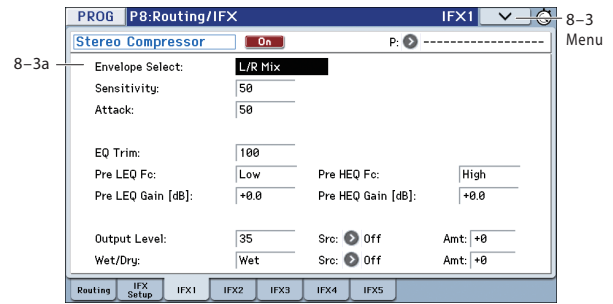 PROG P8:Routing/IFX IFX1
8–3
Menu
Stereo Compressor On P: ------------------
8–3a
Envelope Select: L/R Mix
Sensitivity: 50
Attack: 50
EQ Trim: 100
Pre LEQ Fc: Low Pre HEQ Fc: High
Pre LEQ Gain [dB]: +0.0 Pre HEQ Gain [dB]: +0.0
Output Level: 35 Src: Off Amt: +0
Wet/Dry: Wet Src: Off Amt: +0
Routing IFX Setup IFX1 IFX2 IFX3 IFX4 IFX5